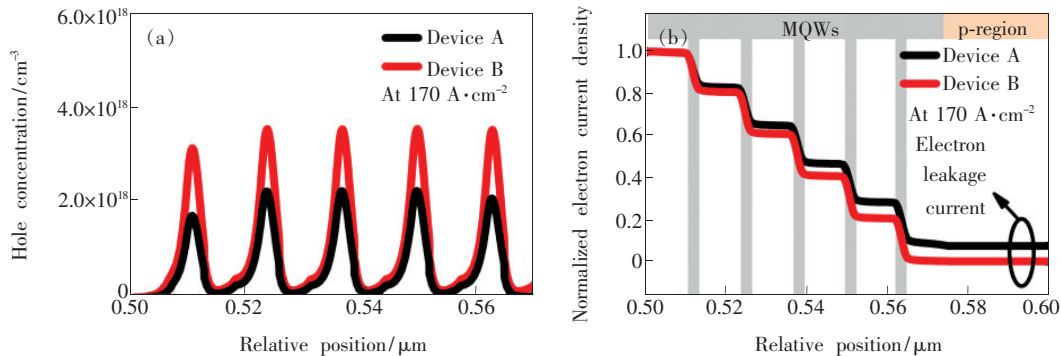 6.0×10¹⁸
4.0×10¹⁸
2.0×10¹⁸
0
Hole concentration/cm⁻³
(a)
Device A
Device B
At 170 A·cm⁻²
0.50
0.52
0.54
0.56
Relative position/μm
Normalized electron current density
1.0
0.8
0.6
0.4
0.2
0
MQWs
p-region
(b)
Device A
Device B
At 170 A·cm⁻²
Electron
leakage
current
0.50
0.52
0.54
0.56
0.58
0.60
Relative position/μm